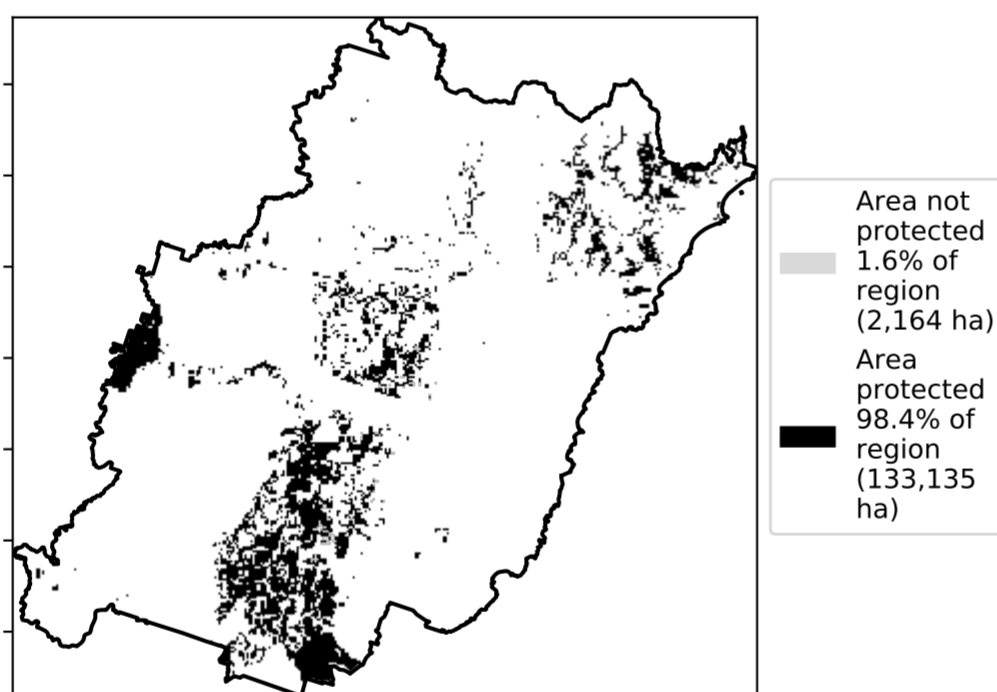 Area not
protected
1.6% of
region
(2,164 ha)
Area
protected
98.4% of
region
(133,135
ha)